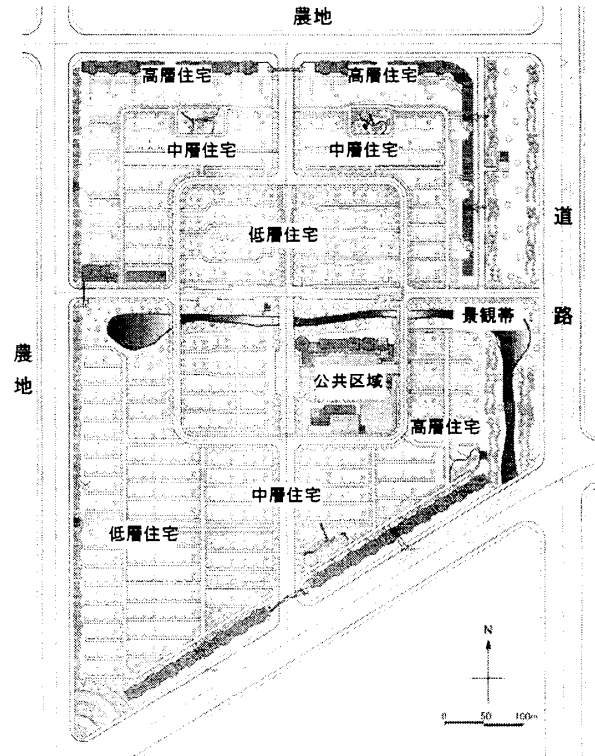 農地
高層住宅
高層住宅
中層住宅
中層住宅
低層住宅
道路
景観帯
農地
公共区域
高層住宅
中層住宅
低層住宅
N
0 50 100m